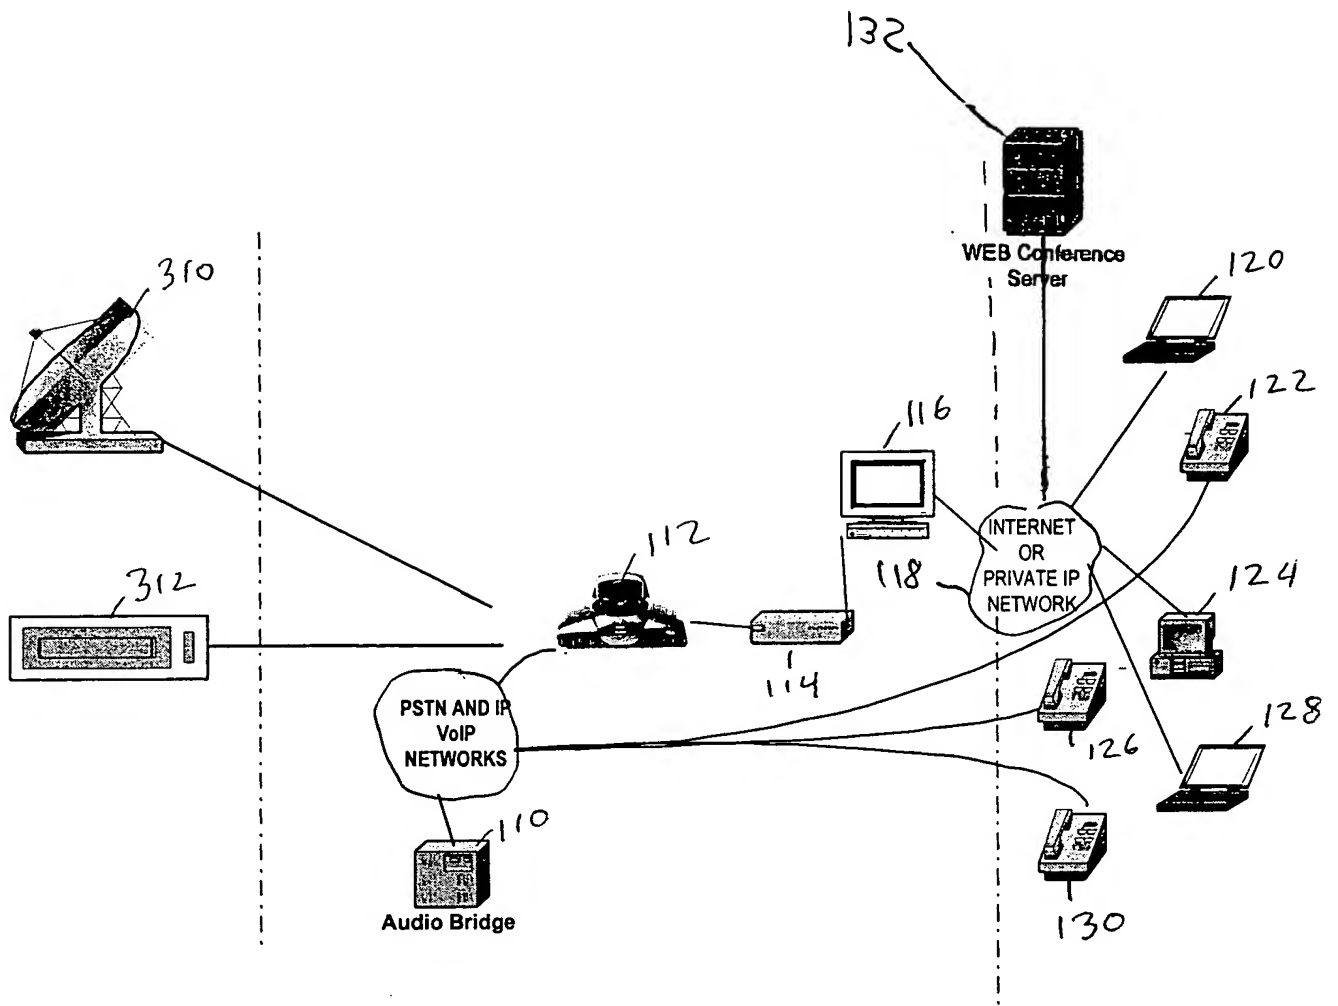 132
WEB Conference
Server
310
120
122
116
INTERNET
OR
PRIVATE IP
NETWORK
118
112
124
312
114
PSTN AND IP
VoIP
NETWORKS
126
128
110
Audio Bridge
130